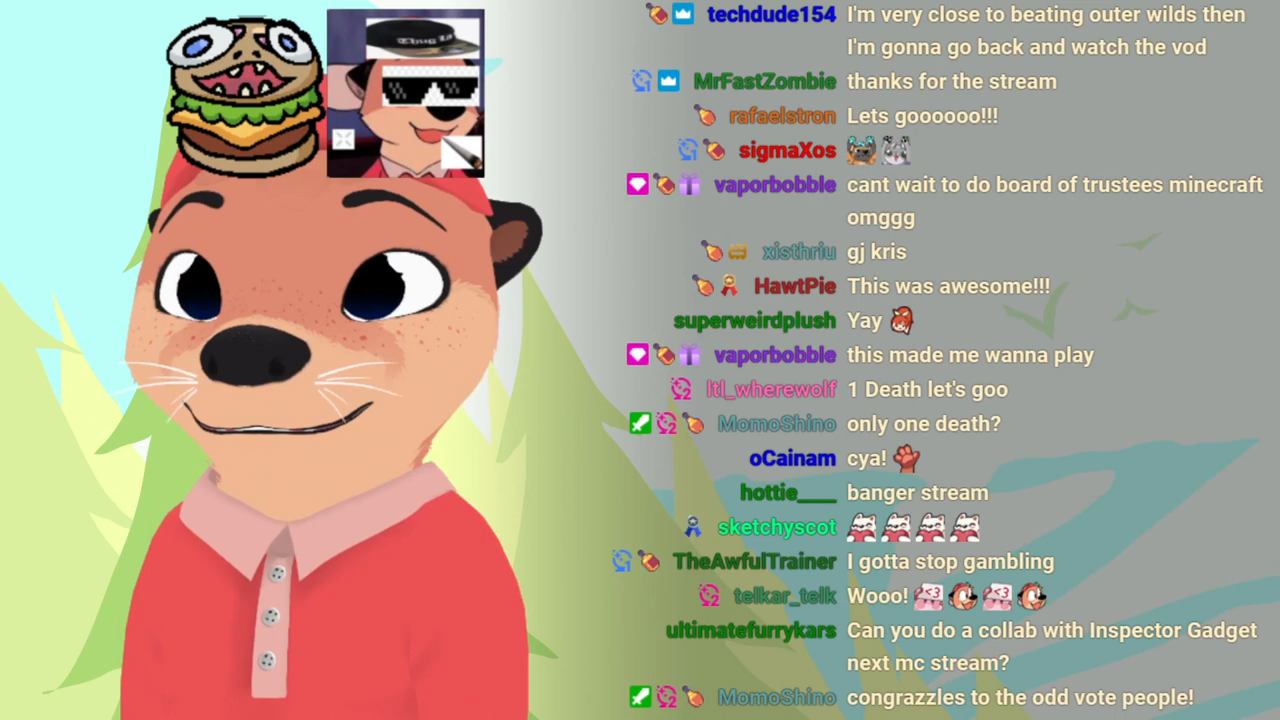 Thug Life
techdude154 I'm very close to beating outer wilds then
I'm gonna go back and watch the vod
MrFastZombie thanks for the stream
rafaelstron Lets goooooo!!!
sigmaXos
vaporbobble cant wait to do board of trustees minecraft
omggg
xisthriu gj kris
HawtPie This was awesome!!!
superweirdplush Yay
vaporbobble this made me wanna play
ltl_wherewolf 1 Death let's goo
MomoShino only one death?
oCainam cya!
hottie____ banger stream
sketchyscot
TheAwfulTrainer I gotta stop gambling
telkar_telk Wooo! <3 <3
ultimatefurrykars Can you do a collab with Inspector Gadget
next mc stream?
MomoShino congrazzles to the odd vote people!